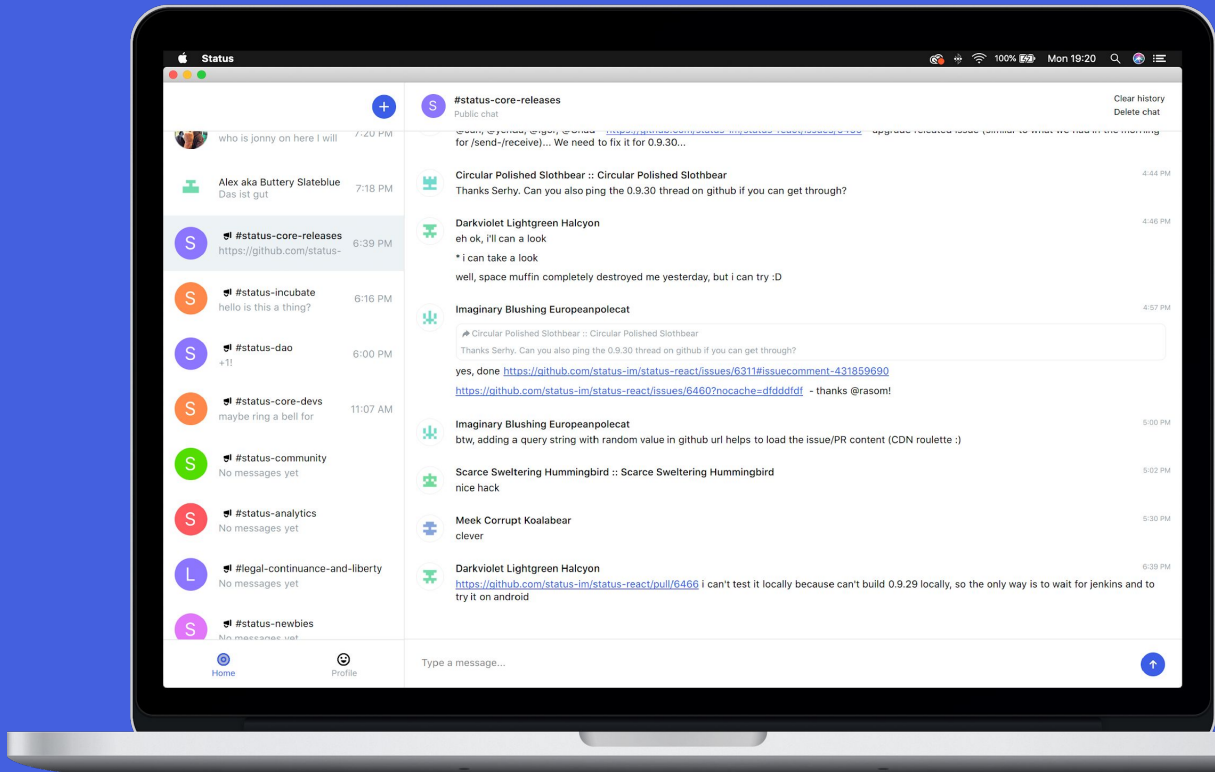 Status
100%
Mon 19:20
#status-core-releases
Public chat
Clear history
Delete chat
who is jonny on here I will
7:20 PM
Alex aka Buttery Slateblue
Das ist gut
7:18 PM
#status-core-releases
https://github.com/status-
6:39 PM
#status-incubate
hello is this a thing?
6:16 PM
#status-dao
+1!
6:00 PM
#status-core-devs
maybe ring a bell for
11:07 AM
#status-community
No messages yet
#status-analytics
No messages yet
#legal-continuance-and-liberty
No messages yet
#status-newbies
No messages yet
Home
Profile
for /send-/receive)... We need to fix it for 0.9.30...
Circular Polished Slothbear :: Circular Polished Slothbear
4:44 PM
Thanks Serhy. Can you also ping the 0.9.30 thread on github if you can get through?
Darkviolet Lightgreen Halcyon
4:46 PM
eh ok, i'll can a look
* i can take a look
well, space muffin completely destroyed me yesterday, but i can try :D
Imaginary Blushing Europeanpolecat
4:57 PM
Circular Polished Slothbear :: Circular Polished Slothbear
Thanks Serhy. Can you also ping the 0.9.30 thread on github if you can get through?
yes, done https://github.com/status-im/status-react/issues/6311#issuecomment-431859690
https://github.com/status-im/status-react/issues/6460?nocache=dfdddfdf - thanks @rasom!
Imaginary Blushing Europeanpolecat
5:00 PM
btw, adding a query string with random value in github url helps to load the issue/PR content (CDN roulette :)
Scarce Sweltering Hummingbird :: Scarce Sweltering Hummingbird
5:02 PM
nice hack
Meek Corrupt Koalabear
5:30 PM
clever
Darkviolet Lightgreen Halcyon
6:39 PM
https://github.com/status-im/status-react/pull/6466 i can't test it locally because can't build 0.9.29 locally, so the only way is to wait for jenkins and to
try it on android
Type a message...